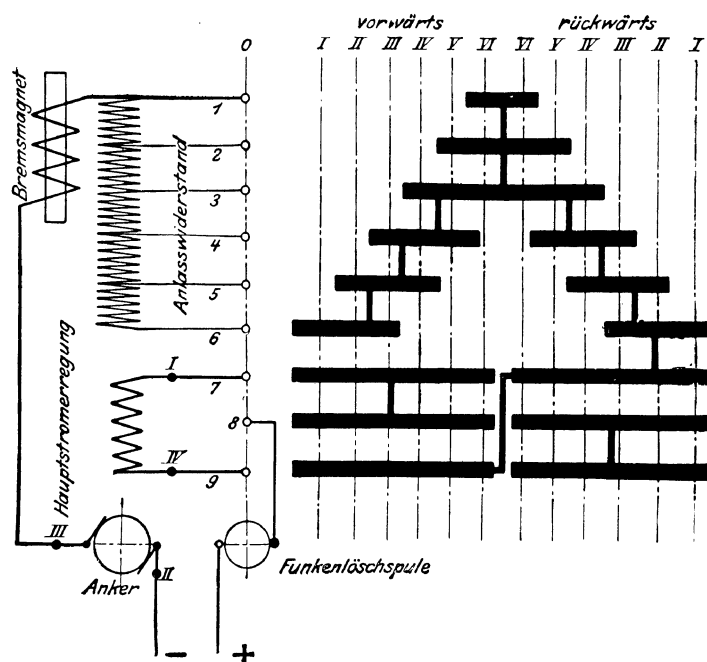 vorwärts rückwärts
0 I II III IV V VI VI V IV III II I
Bremsmagnet
Anlasswiderstand
1
2
3
4
5
6
Hauptstromerregung
I 7
8
IV 9
III
Anker
II
Funkenlöschspule
− +